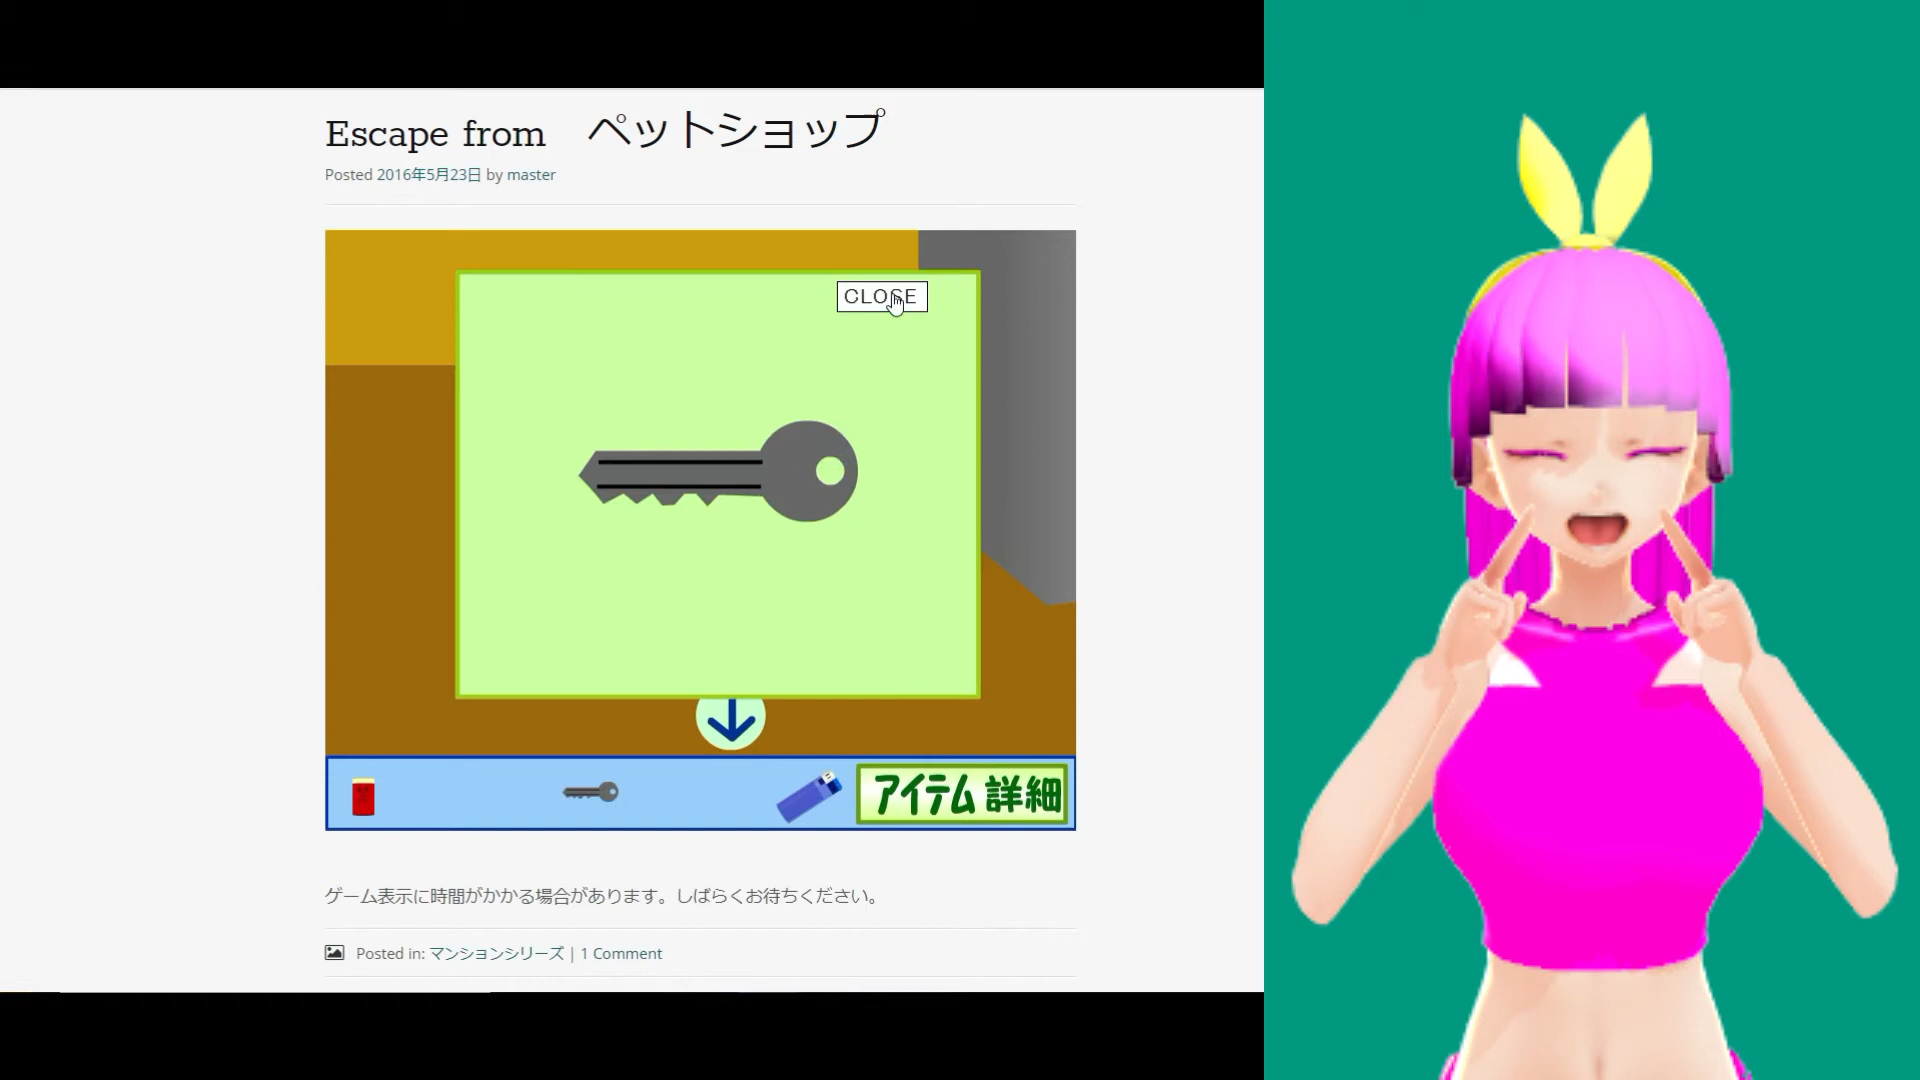 Escape from ペットショップ
Posted 2016年5月23日 by master
CLOSE
アイテム詳細
ゲーム表示に時間がかかる場合があります。しばらくお待ちください。
Posted in: マンションシリーズ | 1 Comment